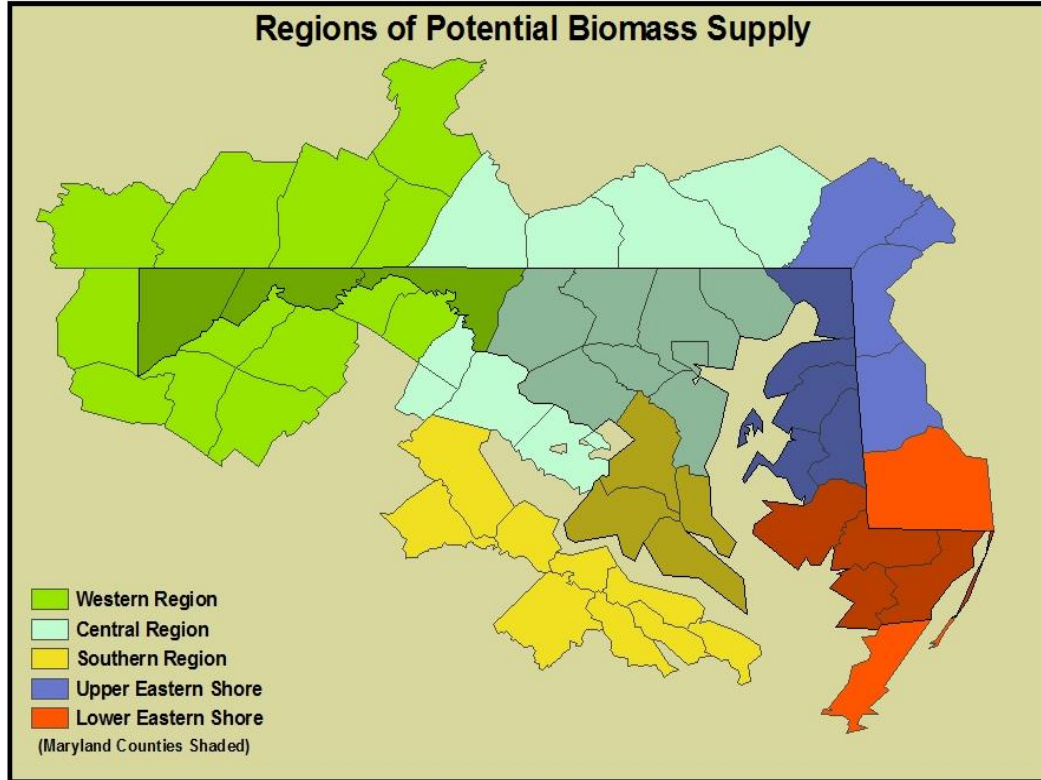 Regions of Potential Biomass Supply
Western Region
Central Region
Southern Region
Upper Eastern Shore
Lower Eastern Shore
(Maryland Counties Shaded)